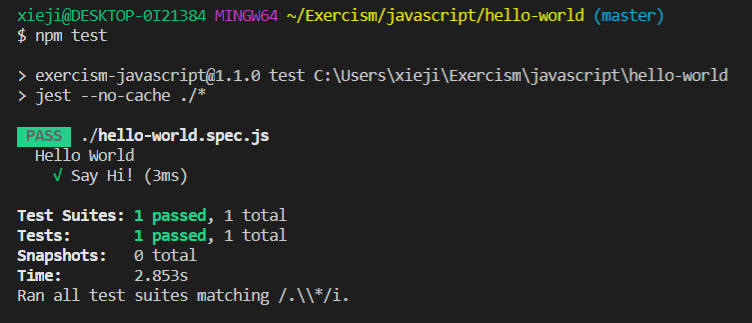 xieji@DESKTOP-0I21384 MINGW64 ~/Exercism/javascript/hello-world (master)
$ npm test
> exercism-javascript@1.1.0 test C:\Users\xieji\Exercism\javascript\hello-world
> jest --no-cache ./*
PASS ./hello-world.spec.js
Hello World
√ Say Hi! (3ms)
Test Suites: 1 passed, 1 total
Tests: 1 passed, 1 total
Snapshots: 0 total
Time: 2.853s
Ran all test suites matching /.\\*/i.